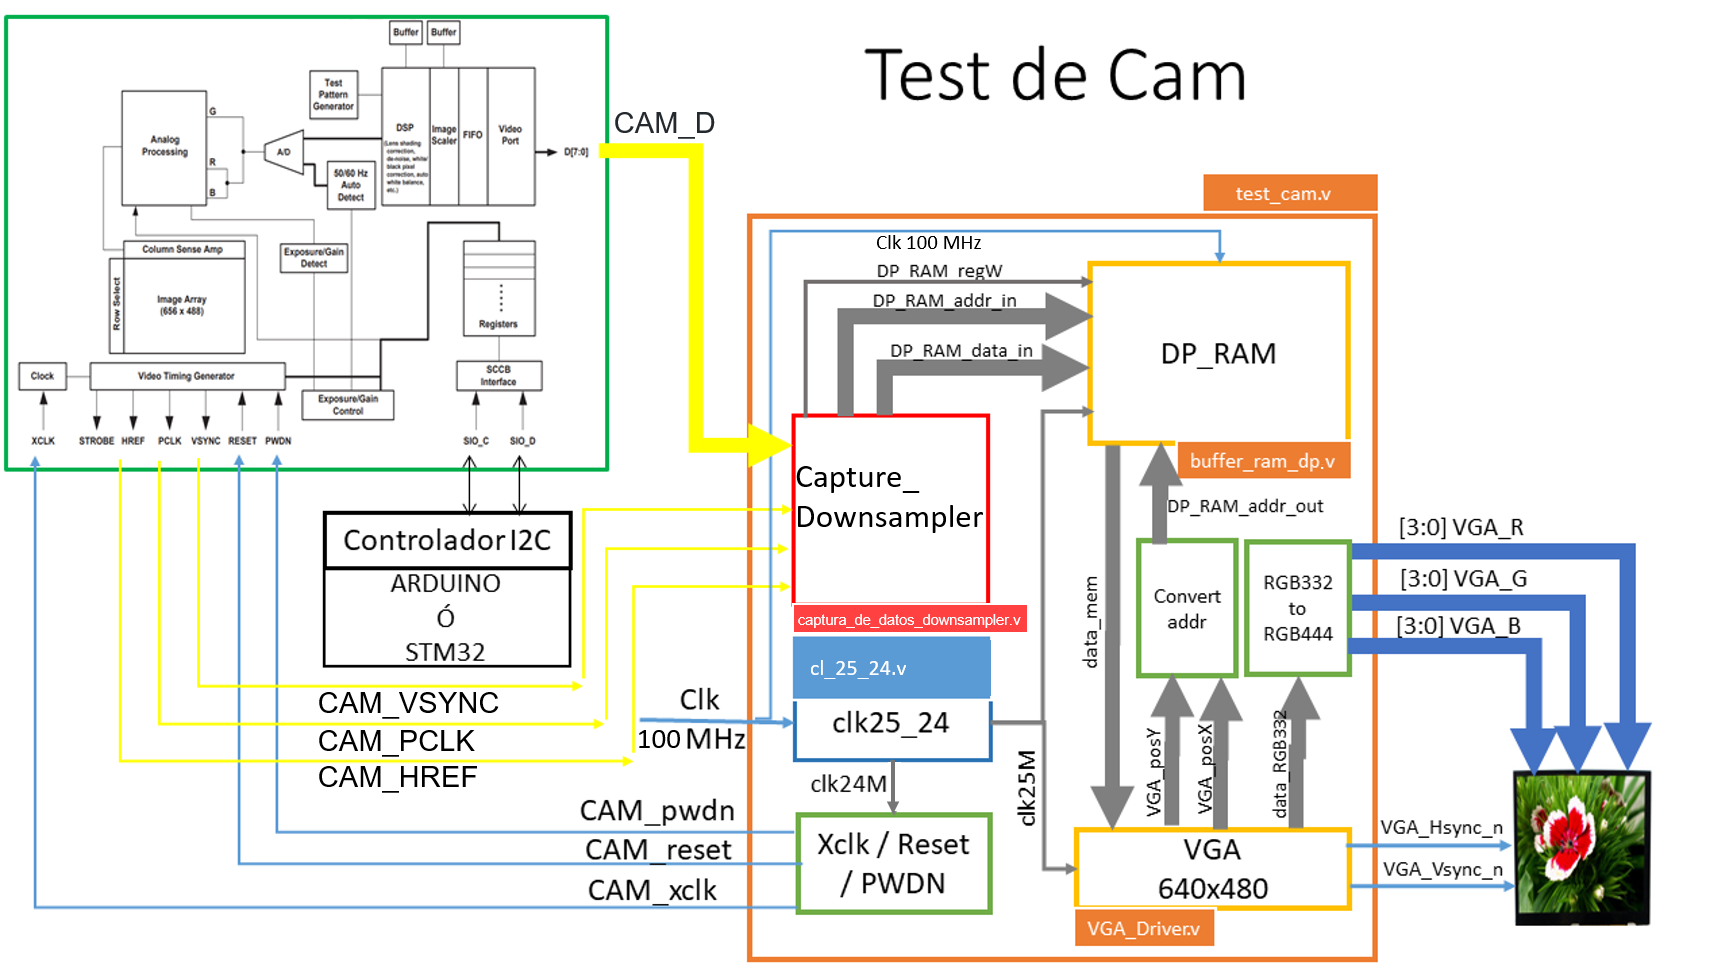 Test de Cam
Buffer
Buffer
Test
Pattern
Generator
Analog
Processing
G
R
B
A/D
DSP
(Lens shading
correction,
de-noise, white/
black pixel
correction, auto
white balance,
etc.)
Image
Scaler
FIFO
Video
Port
D[7:0]
50/60 Hz
Auto
Detect
Column Sense Amp
Row Select
Image Array
(656 x 488)
Exposure/Gain
Detect
Registers
Clock
Video Timing Generator
Exposure/Gain
Control
SCCB
Interface
XCLK
STROBE
HREF
PCLK
VSYNC
RESET
PWDN
SIO_C
SIO_D
CAM_D
Controlador I2C
ARDUINO
Ó
STM32
CAM_VSYNC
CAM_PCLK
CAM_HREF
Clk
100 MHz
CAM_pwdn
CAM_reset
CAM_xclk
test_cam.v
Clk 100 MHz
DP_RAM_regW
DP_RAM_addr_in
DP_RAM_data_in
DP_RAM
buffer_ram_dp.v
Capture_
Downsampler
captura_de_datos_downsampler.v
cl_25_24.v
clk25_24
clk24M
Xclk / Reset
/ PWDN
clk25M
data_mem
DP_RAM_addr_out
Convert
addr
RGB332
to
RGB444
VGA_posY
VGA_posX
data_RGB332
VGA
640x480
VGA_Driver.v
[3:0] VGA_R
[3:0] VGA_G
[3:0] VGA_B
VGA_Hsync_n
VGA_Vsync_n